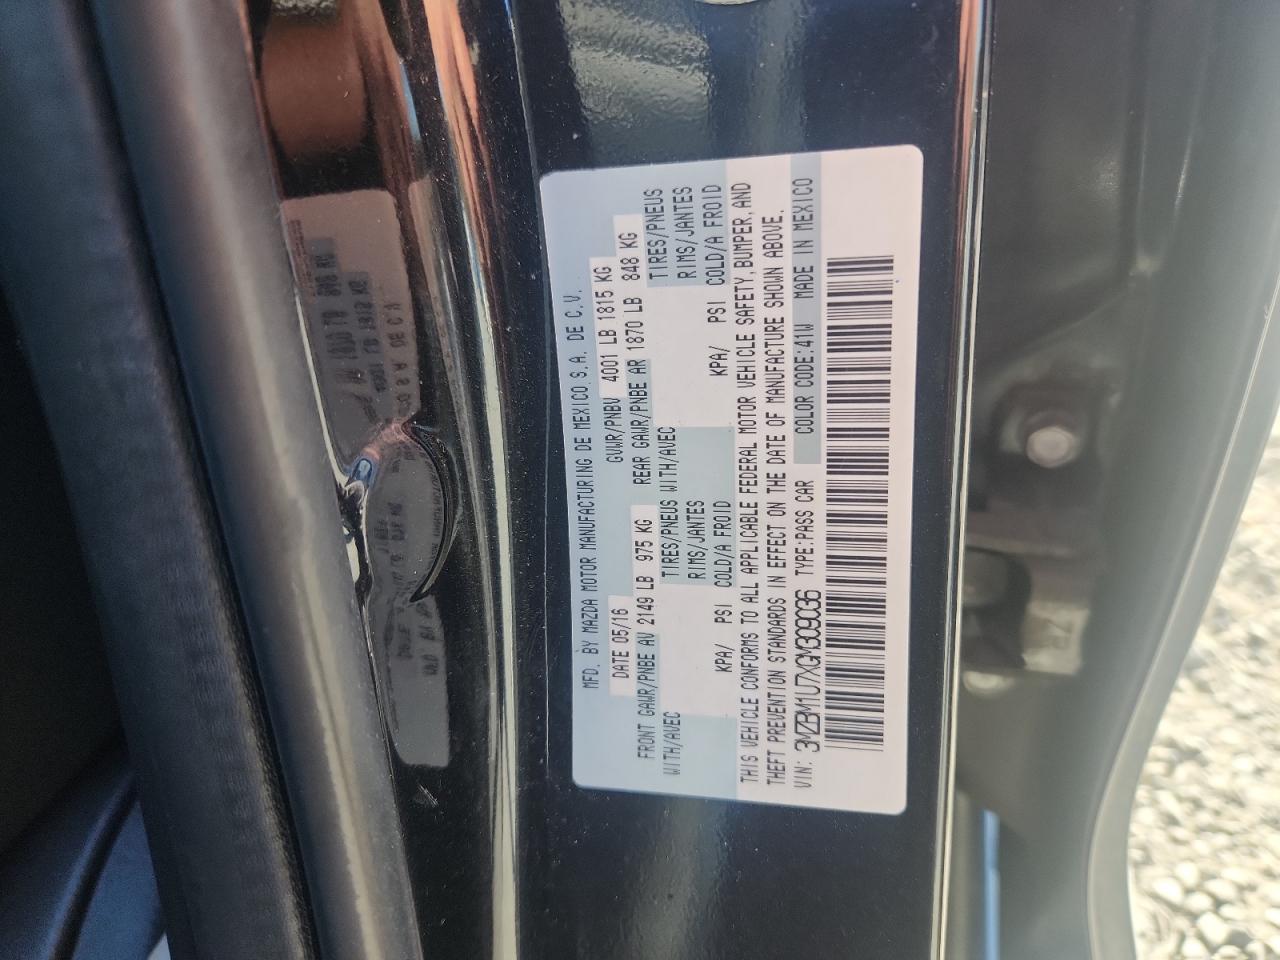 MFD. BY MAZDA MOTOR MANUFACTURING DE MEXICO S.A. DE C.V.
DATE 05/16 GVWR/PNBV 4001 LB 1815 KG
FRONT GAWR/PNBE AV 2149 LB 975 KG REAR GAWR/PNBE AR 1870 LB 848 KG
WITH/AVEC TIRES/PNEUS WITH/AVEC TIRES/PNEUS
RIMS/JANTES RIMS/JANTES
KPA/ PSI COLD/A FROID KPA/ PSI COLD/A FROID
THIS VEHICLE CONFORMS TO ALL APPLICABLE FEDERAL MOTOR VEHICLE SAFETY, BUMPER, AND
THEFT PREVENTION STANDARDS IN EFFECT ON THE DATE OF MANUFACTURE SHOWN ABOVE.
VIN: 3MZBM1U7XGM309036 TYPE:PASS CAR COLOR CODE:41W MADE IN MEXICO